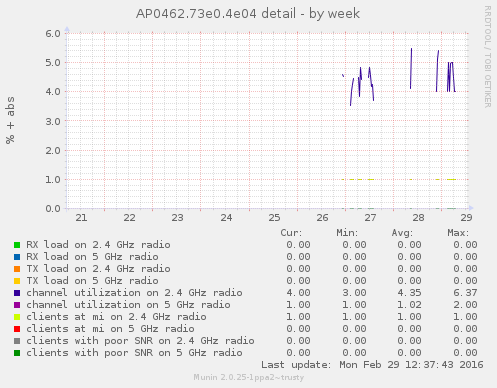 AP0462.73e0.4e04 detail - by week
RRDTOOL / TOBI OETIKER
% + abs
6.0
5.0
4.0
3.0
2.0
1.0
0.0
21 22 23 24 25 26 27 28 29
Cur: Min: Avg: Max:
RX load on 2.4 GHz radio 0.00 0.00 0.00 0.00
RX load on 5 GHz radio 0.00 0.00 0.00 0.00
TX load on 2.4 GHz radio 0.00 0.00 0.00 0.00
TX load on 5 GHz radio 0.00 0.00 0.00 0.00
channel utilization on 2.4 GHz radio 4.00 3.00 4.35 6.37
channel utilization on 5 GHz radio 1.00 1.00 1.02 2.00
clients at mi on 2.4 GHz radio 1.00 1.00 1.00 1.00
clients at mi on 5 GHz radio 0.00 0.00 0.00 0.00
clients with poor SNR on 2.4 GHz radio 0.00 0.00 0.00 0.00
clients with poor SNR on 5 GHz radio 0.00 0.00 0.00 0.00
Last update: Mon Feb 29 12:37:43 2016
Munin 2.0.25-1ppa2~trusty